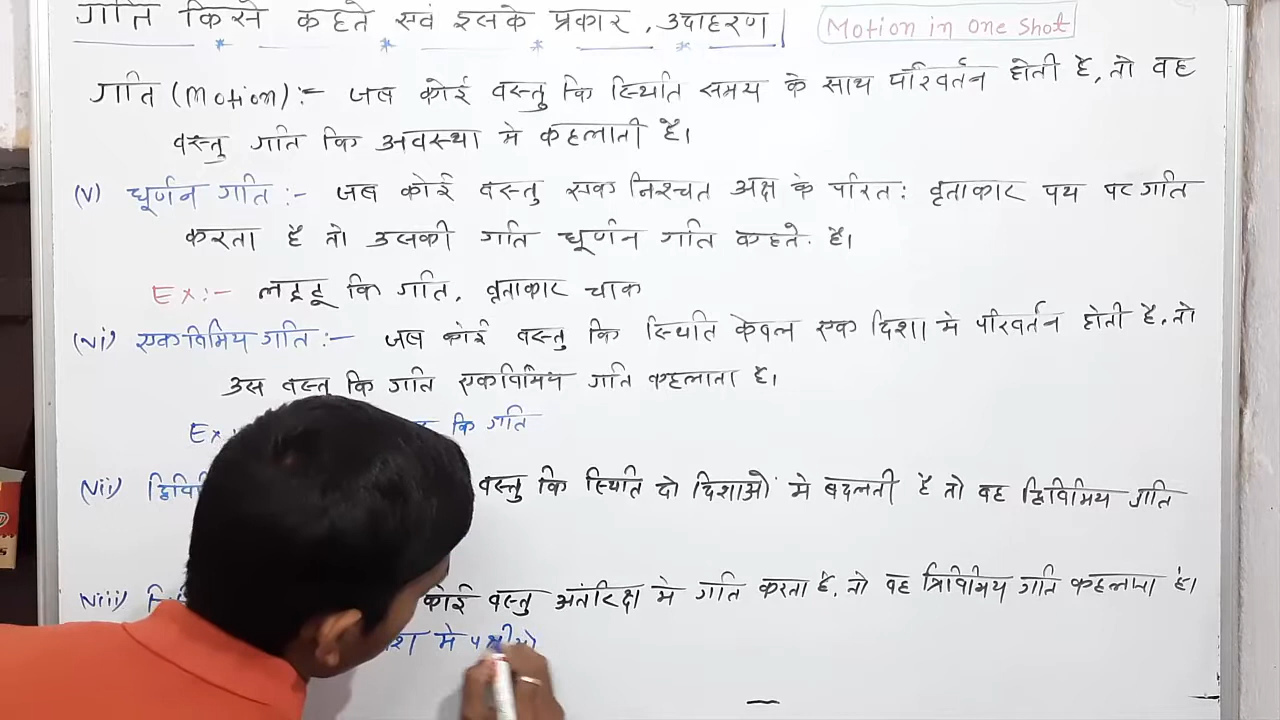 गति किसे कहते एवं इसके प्रकार, उदाहरण
Motion in one shot
गति (Motion) :- जब कोई वस्तु कि स्थिति समय के साथ परिवर्तन होती है, तो वह
वस्तु गति कि अवस्था मे कहलाती है।
(v) घूर्णन गति :- जब कोई वस्तु एक निश्चत अक्ष के परितः वृताकार पथ पर गति
करता है तो उसकी गति घूर्णन गति कहते है।
Ex:- लट्टू कि गति, वृताकार चाक
(vi) एकविमिय गति :- जब कोई वस्तु कि स्थिति केवल एक दिशा मे परिवर्तन होती है, तो
उस वस्तु कि गति एकविमिय गति कहलाता है।
Ex: कि गति
(vii) वस्तु कि स्थिति दो दिशाओं मे बदलती है तो वह द्विविमिय गति
(viii) कोई वस्तु अंतरिक्ष मे गति करता है, तो वह त्रिविमिय गति कहलाता है।
मे